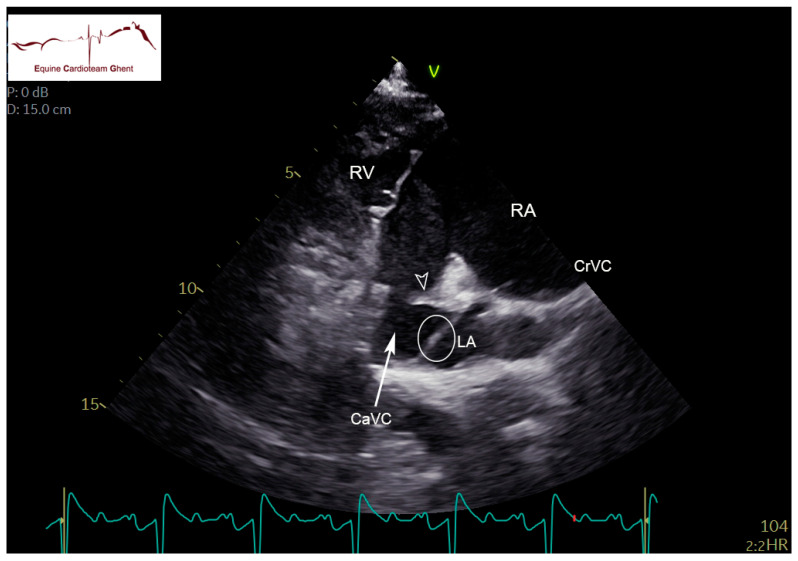 Equine Cardioteam Ghent
P: 0 dB
D: 15.0 cm
V
5
RV
RA
10
CrVC
LA
15
CaVC
104
2:2HR